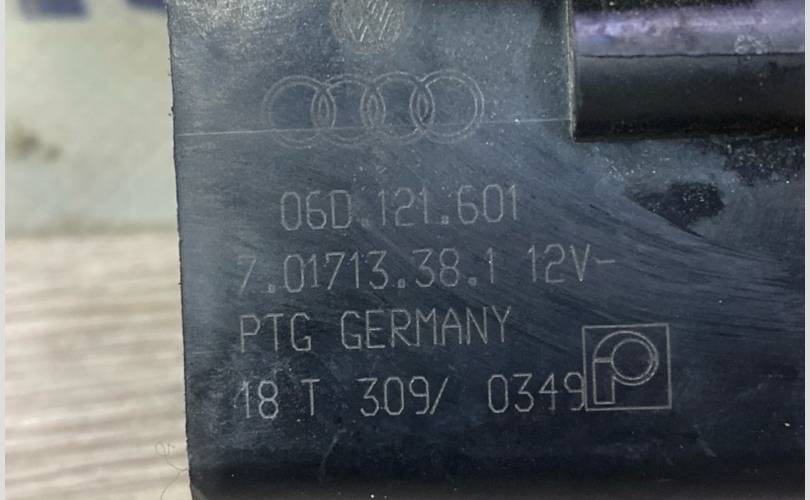 06D.121.601
7.01713.38.1 12V-
PTG GERMANY
18 T 309/ 0349